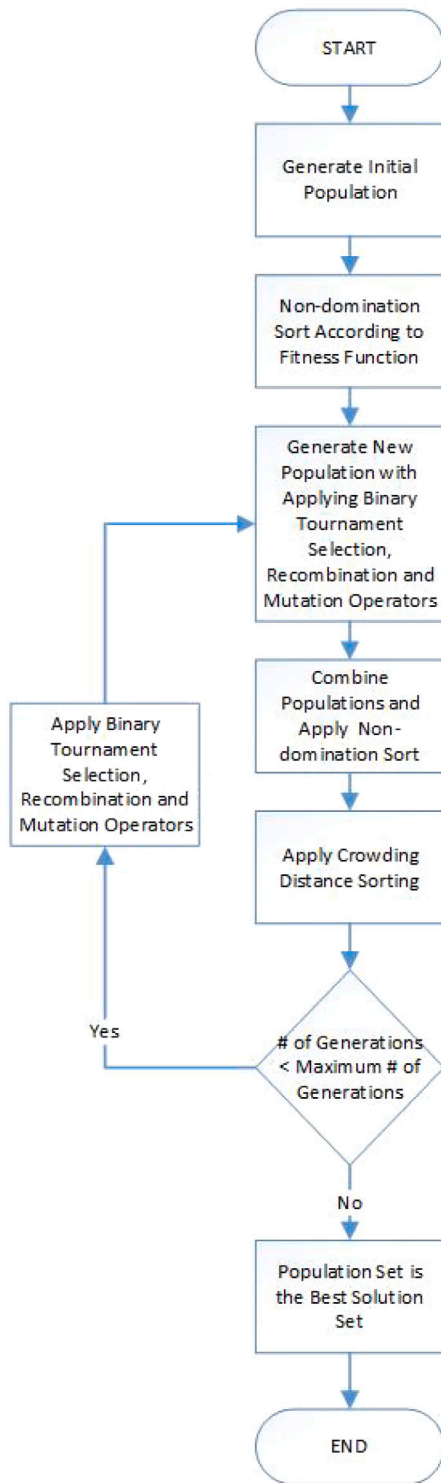 START
Generate Initial
Population
Non-domination
Sort According to
Fitness Function
Generate New
Population with
Applying Binary
Tournament
Selection,
Recombination and
Mutation Operators
Combine
Populations and
Apply Non-
domination Sort
Apply Binary
Tournament
Selection,
Recombination and
Mutation Operators
Apply Crowding
Distance Sorting
# of Generations
< Maximum # of
Generations
Yes
No
Population Set is
the Best Solution
Set
END